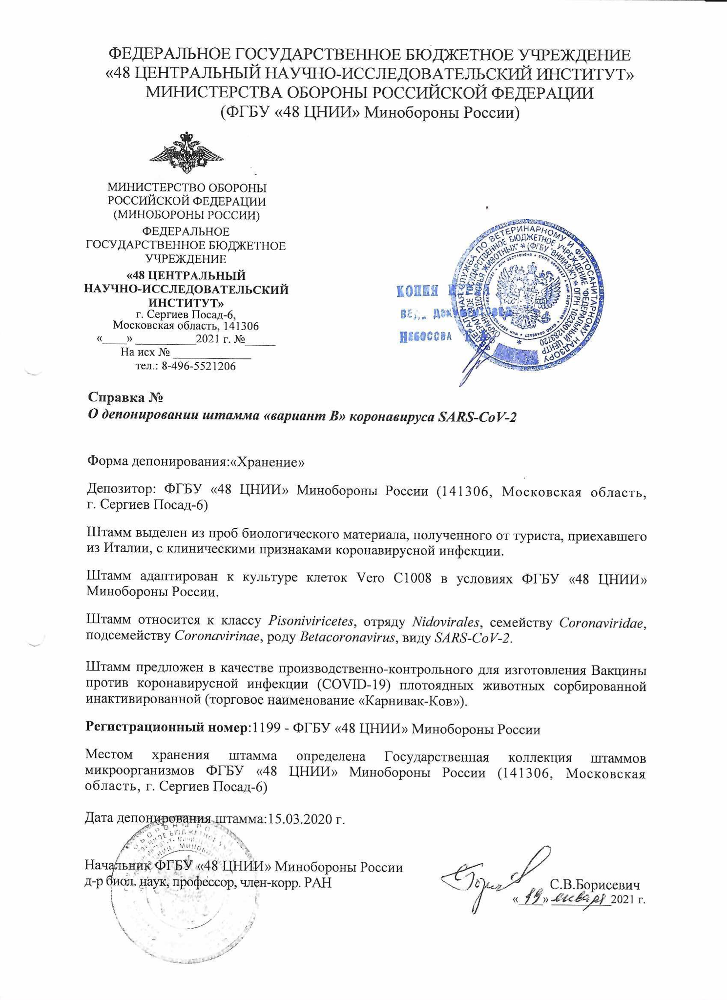 ФЕДЕРАЛЬНОЕ ГОСУДАРСТВЕННОЕ БЮДЖЕТНОЕ УЧРЕЖДЕНИЕ
«48 ЦЕНТРАЛЬНЫЙ НАУЧНО-ИССЛЕДОВАТЕЛЬСКИЙ ИНСТИТУТ»
МИНИСТЕРСТВА ОБОРОНЫ РОССИЙСКОЙ ФЕДЕРАЦИИ
(ФГБУ «48 ЦНИИ» Минобороны России)
МИНИСТЕРСТВО ОБОРОНЫ
РОССИЙСКОЙ ФЕДЕРАЦИИ
(МИНОБОРОНЫ РОССИИ)
ФЕДЕРАЛЬНОЕ
ГОСУДАРСТВЕННОЕ БЮДЖЕТНОЕ
УЧРЕЖДЕНИЕ
«48 ЦЕНТРАЛЬНЫЙ
НАУЧНО-ИССЛЕДОВАТЕЛЬСКИЙ
ИНСТИТУТ»
г. Сергиев Посад-6,
Московская область, 141306
«____» __________2021 г. №_____
На исх № _____________
тел.: 8-496-5521206
КОПИЯ
ВЕД. ДОКУМЕНТОВЕД
НЕБОСОВА
ФЕДЕРАЛЬНАЯ СЛУЖБА ПО ВЕТЕРИНАРНОМУ И ФИТОСАНИТАРНОМУ НАДЗОРУ
ФЕДЕРАЛЬНОЕ ГОСУДАРСТВЕННОЕ БЮДЖЕТНОЕ УЧРЕЖДЕНИЕ "ФЕДЕРАЛЬНЫЙ ЦЕНТР
ОХРАНЫ ЗДОРОВЬЯ ЖИВОТНЫХ" * (ФГБУ "ВНИИЗЖ") * ОГРН 1023301283720
Справка №
О депонировании штамма «вариант B» коронавируса SARS-CoV-2
Форма депонирования:«Хранение»
Депозитор: ФГБУ «48 ЦНИИ» Минобороны России (141306, Московская область,
г. Сергиев Посад-6)
Штамм выделен из проб биологического материала, полученного от туриста, приехавшего
из Италии, с клиническими признаками коронавирусной инфекции.
Штамм адаптирован к культуре клеток Vero C1008 в условиях ФГБУ «48 ЦНИИ»
Минобороны России.
Штамм относится к классу Pisoniviricetes, отряду Nidovirales, семейству Coronaviridae,
подсемейству Coronavirinae, роду Betacoronavirus, виду SARS-CoV-2.
Штамм предложен в качестве производственно-контрольного для изготовления Вакцины
против коронавирусной инфекции (COVID-19) плотоядных животных сорбированной
инактивированной (торговое наименование «Карнивак-Ков»).
Регистрационный номер:1199 - ФГБУ «48 ЦНИИ» Минобороны России
Местом хранения штамма определена Государственная коллекция штаммов
микроорганизмов ФГБУ «48 ЦНИИ» Минобороны России (141306, Московская
область, г. Сергиев Посад-6)
Дата депонирования штамма:15.03.2020 г.
Начальник ФГБУ «48 ЦНИИ» Минобороны России
д-р биол. наук, профессор, член-корр. РАН
С.В.Борисевич
«19» января 2021 г.